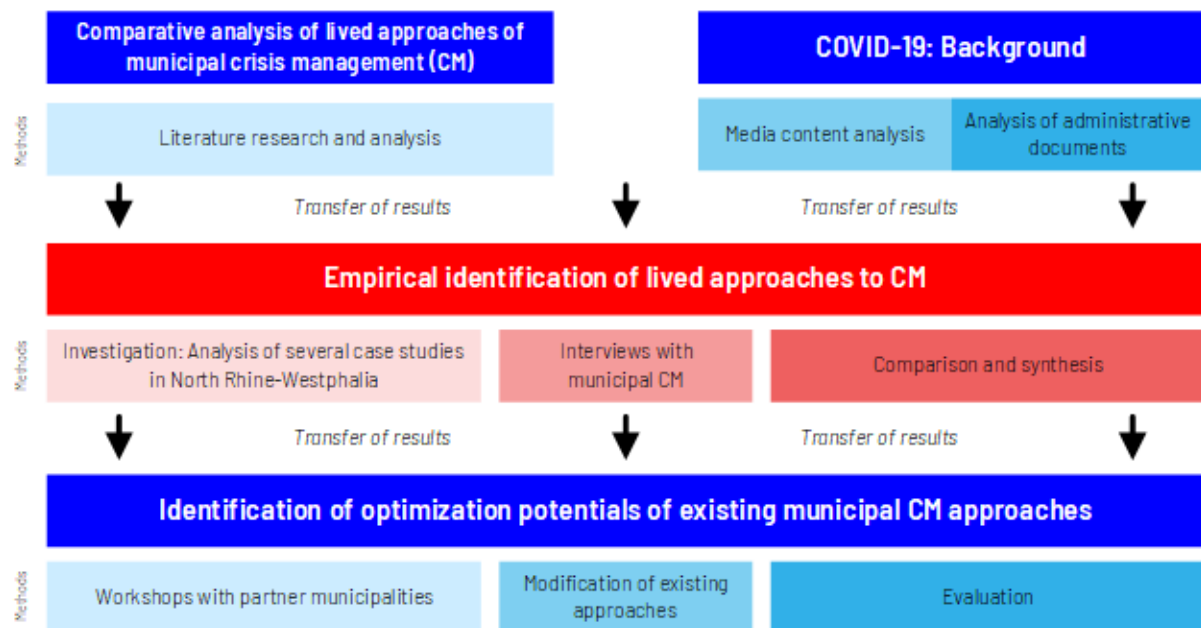 Comparative analysis of lived approaches of
municipal crisis management (CM)
COVID-19: Background
Methods
Literature research and analysis
Media content analysis
Analysis of administrative
documents
Transfer of results
Transfer of results
Empirical identification of lived approaches to CM
Methods
Investigation: Analysis of several case studies
in North Rhine-Westphalia
Interviews with
municipal CM
Comparison and synthesis
Transfer of results
Transfer of results
Identification of optimization potentials of existing municipal CM approaches
Methods
Workshops with partner municipalities
Modification of existing
approaches
Evaluation